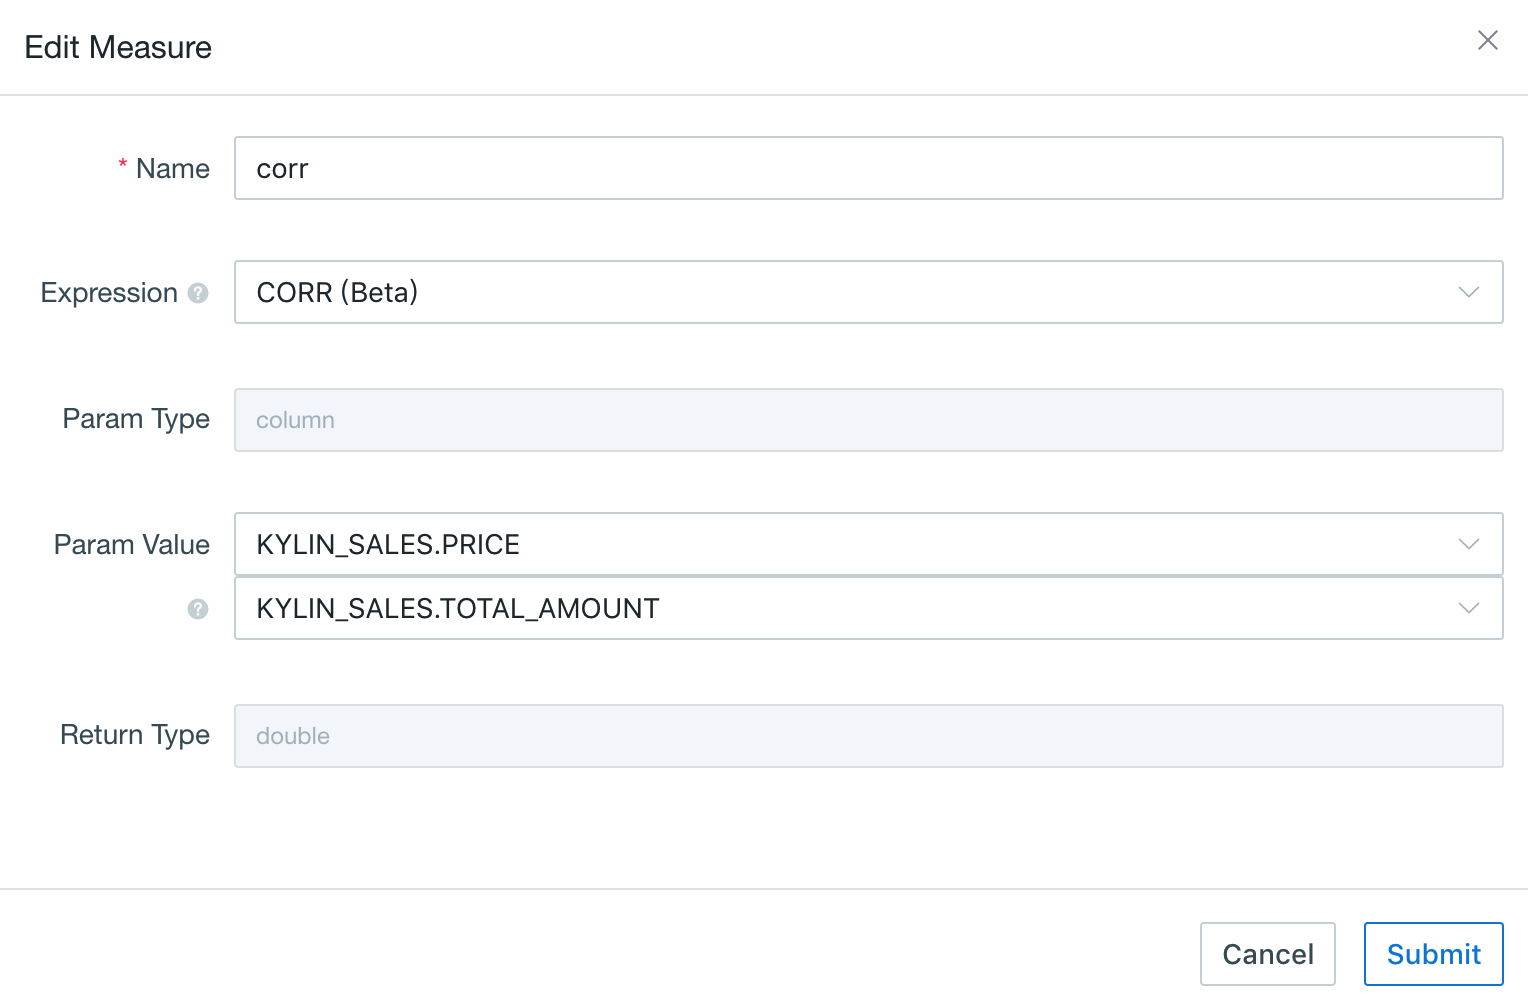 Edit Measure
* Name
corr
Expression ?
CORR (Beta)
Param Type
column
Param Value
KYLIN_SALES.PRICE
?
KYLIN_SALES.TOTAL_AMOUNT
Return Type
double
Cancel
Submit